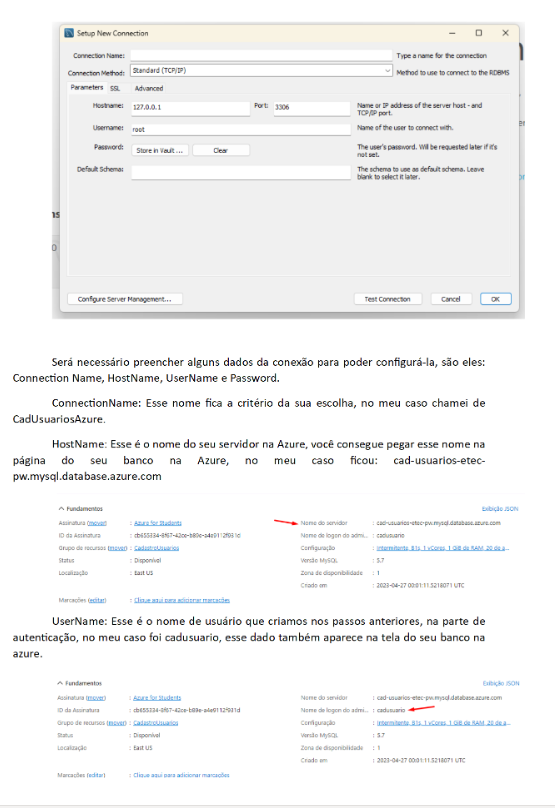 Setup New Connection
Connection Name: Type a name for the connection
Connection Method: Standard (TCP/IP) Method to use to connect to the RDBMS
Parameters SSL Advanced
Hostname: 127.0.0.1 Port: 3306 Name or IP address of the server host - and
TCP/IP port.
Username: root Name of the user to connect with.
Password: Store in Vault ... Clear The user's password. Will be requested later if it's
not set.
Default Schema: The schema to use as default schema. Leave
blank to select it later.
Configure Server Management... Test Connection Cancel OK
Será necessário preencher alguns dados da conexão para poder configurá-la, são eles:
Connection Name, HostName, UserName e Password.
ConnectionName: Esse nome fica a critério da sua escolha, no meu caso chamei de
CadUsuariosAzure.
HostName: Esse é o nome do seu servidor na Azure, você consegue pegar esse nome na
página do seu banco na Azure, no meu caso ficou: cad-usuarios-etec-
pw.mysql.database.azure.com
Fundamentos Exibição JSON
Assinatura (mover) : Azure for Students Nome do servidor : cad-usuarios-etec-pw.mysql.database.azure.com
ID da Assinatura Nome de logon do admi... : cadusuario
Grupo de recursos (mover) : CadastroUsuarios Configuração : Intermitente, B1s, 1 vCores, 1 GiB de RAM, 20 de a...
Status : Disponível Versão MySQL : 5.7
Localização : East US Zona de disponibilidade : 1
Criado em : 2023-04-27 00:01:11.5218071 UTC
Marcações (editar) : Clique aqui para adicionar marcações
UserName: Esse é o nome de usuário que criamos nos passos anteriores, na parte de
autenticação, no meu caso foi cadusuario, esse dado também aparece na tela do seu banco na
azure.
Fundamentos Exibição JSON
Assinatura (mover) : Azure for Students Nome do servidor : cad-usuarios-etec-pw.mysql.database.azure.com
ID da Assinatura Nome de logon do admi... : cadusuario
Grupo de recursos (mover) : CadastroUsuarios Configuração : Intermitente, B1s, 1 vCores, 1 GiB de RAM, 20 de a...
Status : Disponível Versão MySQL : 5.7
Localização : East US Zona de disponibilidade : 1
Criado em : 2023-04-27 00:01:11.5218071 UTC
Marcações (editar) : Clique aqui para adicionar marcações